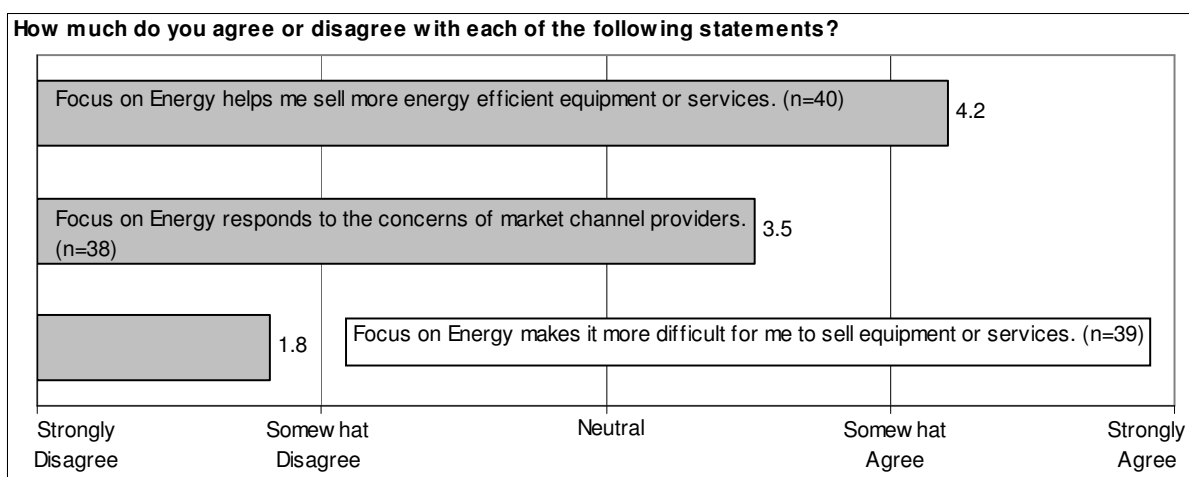 How much do you agree or disagree with each of the following statements?
Focus on Energy helps me sell more energy efficient equipment or services. (n=40)
4.2
Focus on Energy responds to the concerns of market channel providers.
(n=38)
3.5
1.8
Focus on Energy makes it more difficult for me to sell equipment or services. (n=39)
Strongly
Disagree
Somewhat
Disagree
Neutral
Somewhat
Agree
Strongly
Agree